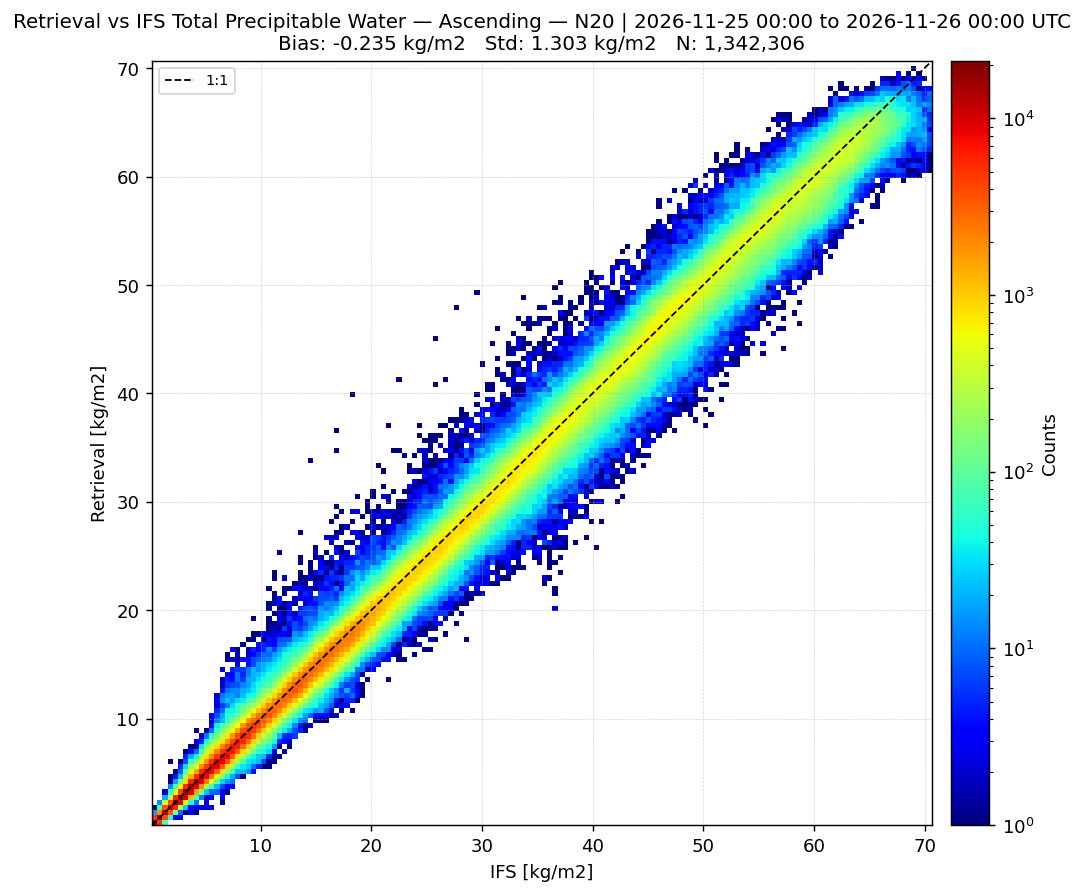 Retrieval vs IFS Total Precipitable Water — Ascending — N20 | 2026-11-25 00:00 to 2026-11-26 00:00 UTC
Bias: -0.235 kg/m2   Std: 1.303 kg/m2   N: 1,342,306
1:1
70
60
50
40
30
20
10
Retrieval [kg/m2]
10 20 30 40 50 60 70
IFS [kg/m2]
10^4
10^3
10^2
10^1
10^0
Counts